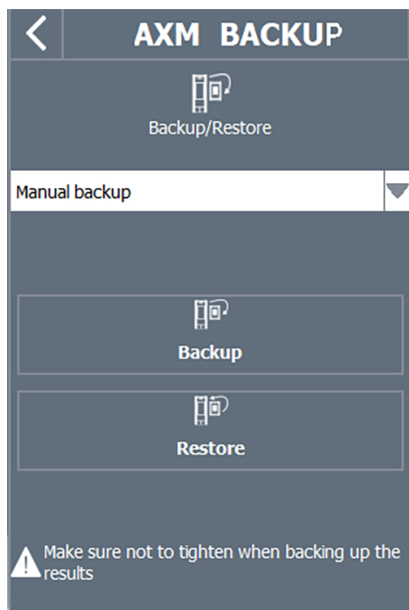 AXM BACKUP
Backup/Restore
Manual backup
Backup
Restore
Make sure not to tighten when backing up the
results